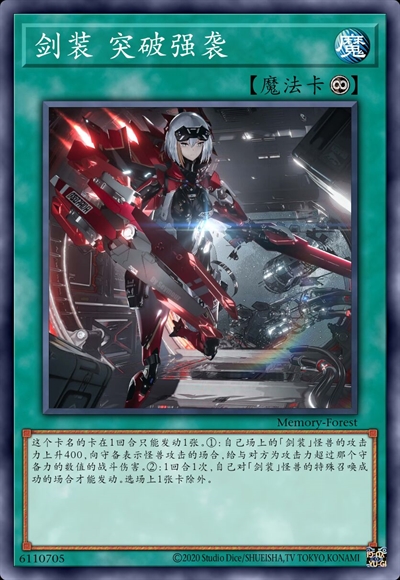 剑装 突破强袭
魔
【魔法卡】
Memory-Forest
这个卡名的卡在1回合只能发动1张。①:自己场上的「剑装」怪兽的攻击
力上升400,向守备表示怪兽攻击的场合,给与对方为攻击力超过那个守
备力的数值的战斗伤害。②:1回合1次,自己对「剑装」怪兽的特殊召唤成
功的场合才能发动。选场上1张卡除外。
6110705
©2020 Studio Dice/SHUEISHA,TV TOKYO,KONAMI